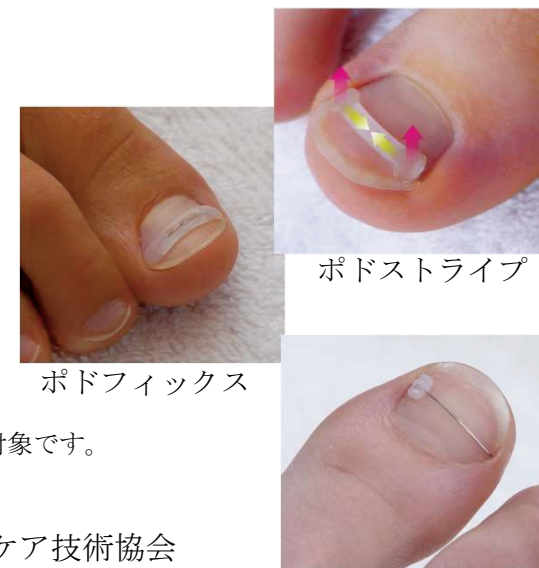 ポドストライプ
ポドフィックス
対象です。
ケア技術協会